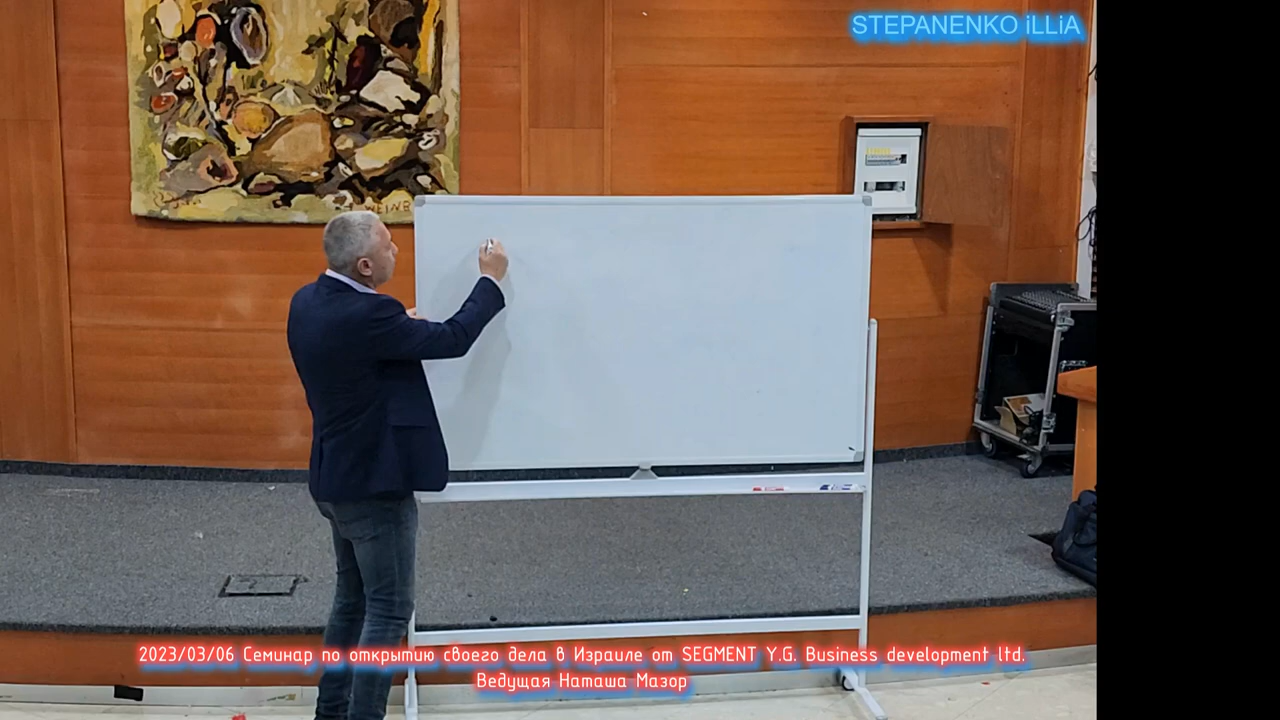 STEPANENKO iLLiA
WEINB
2023/03/06 Семинар по открытию своего дела в Израиле от SEGMENT Y.G. Business development ltd.
Ведущая Наташа Мазор